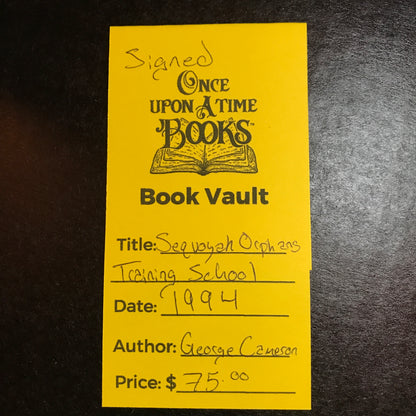 Signed
ONCE
UPON A TIME
BOOKS™
Book Vault
Title: Sequoyah Orphans
Training School
Date: 1994
Author: George Cameron
Price: $ 75.00